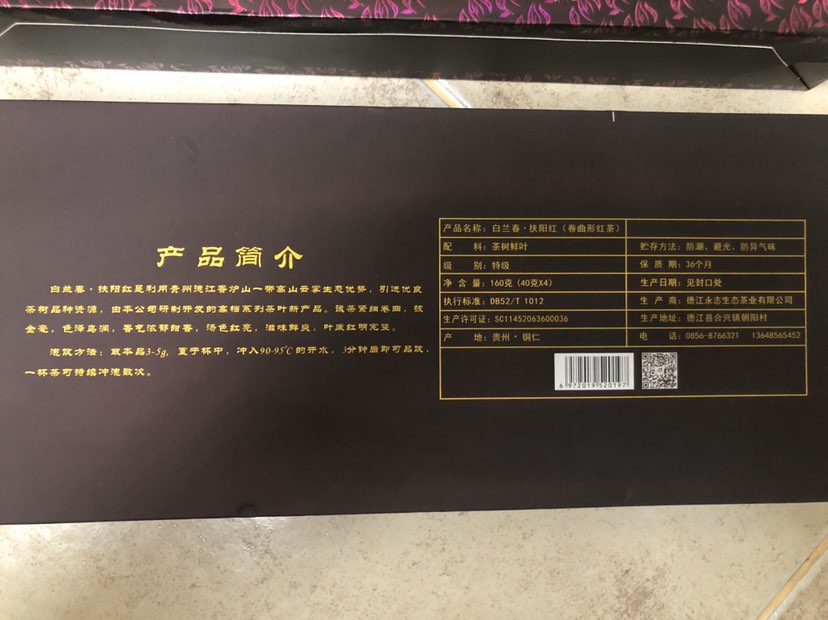 产品简介
白兰春·扶阳红是利用贵州德江香炉山一带高山云雾生态优势，引进优良
茶树品种资源，由本公司研制开发的高档系列茶叶新产品。该茶紧细卷曲，披
金毫，色泽乌润，香气浓郁甜香，汤色红亮，滋味鲜爽，叶底红明完整。
泡饮方法：取本品3-5g，置于杯中，冲入90-95℃的开水，3分钟后即可品饮，
一杯茶可持续冲泡数次。
产品名称：白兰春·扶阳红（卷曲形红茶）
配 料：茶树鲜叶
贮存方法：防潮、避光、防异气味
级 别：特级
保 质 期：36个月
净 含 量：160克（40克X4）
生产日期：见封口处
执行标准：DB52/T 1012
生 产 商：德江永志生态茶业有限公司
生产许可证：SC11452063600036
生产地址：德江县合兴镇朝阳村
产 地：贵州·铜仁
电 话：0856-8766321 13648565452
6 972019 520197